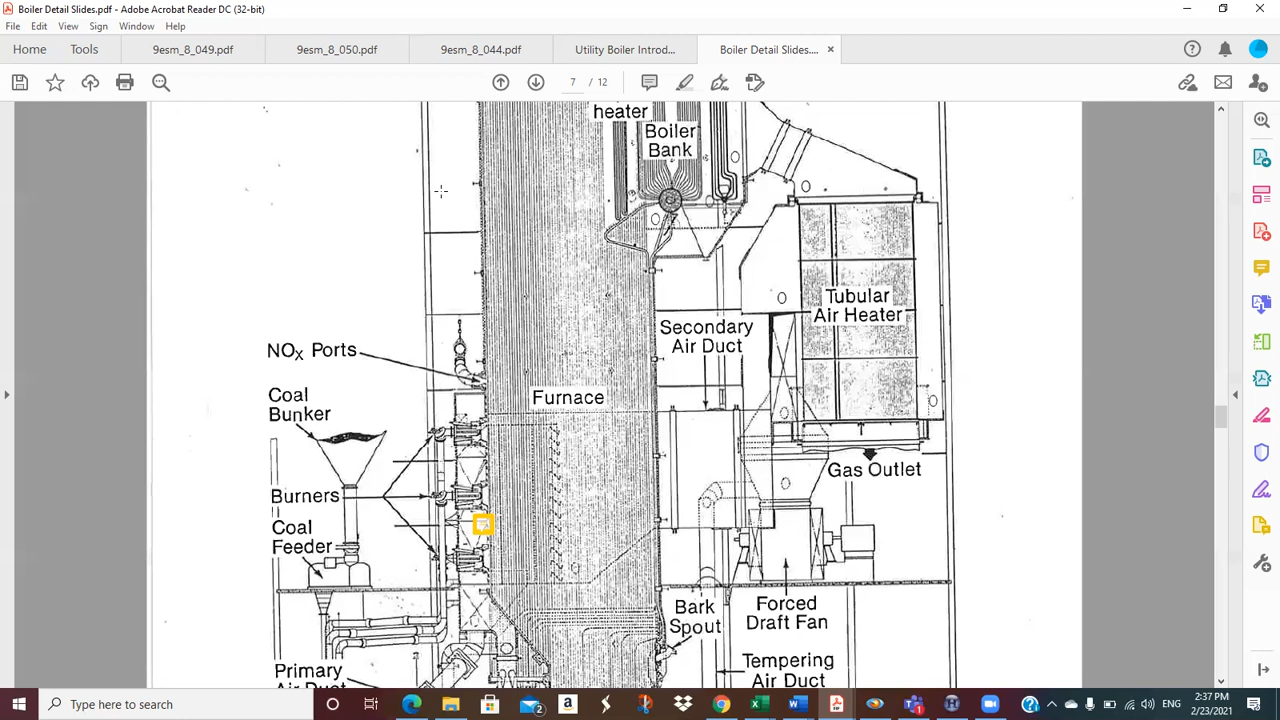 Boiler Detail Slides.pdf - Adobe Acrobat Reader DC (32-bit)
File Edit View Sign Window Help
Home Tools 9esm_8_049.pdf 9esm_8_050.pdf 9esm_8_044.pdf Utility Boiler Introd... Boiler Detail Slides....
7 / 12
heater
Boiler
Bank
Tubular
Air Heater
Secondary
Air Duct
NOx Ports
Furnace
Coal
Bunker
Gas Outlet
Burners
Coal
Feeder
Bark
Spout
Forced
Draft Fan
Tempering
Air Duct
Primary
Air Duct
Type here to search
2:37 PM
2/23/2021
ENG